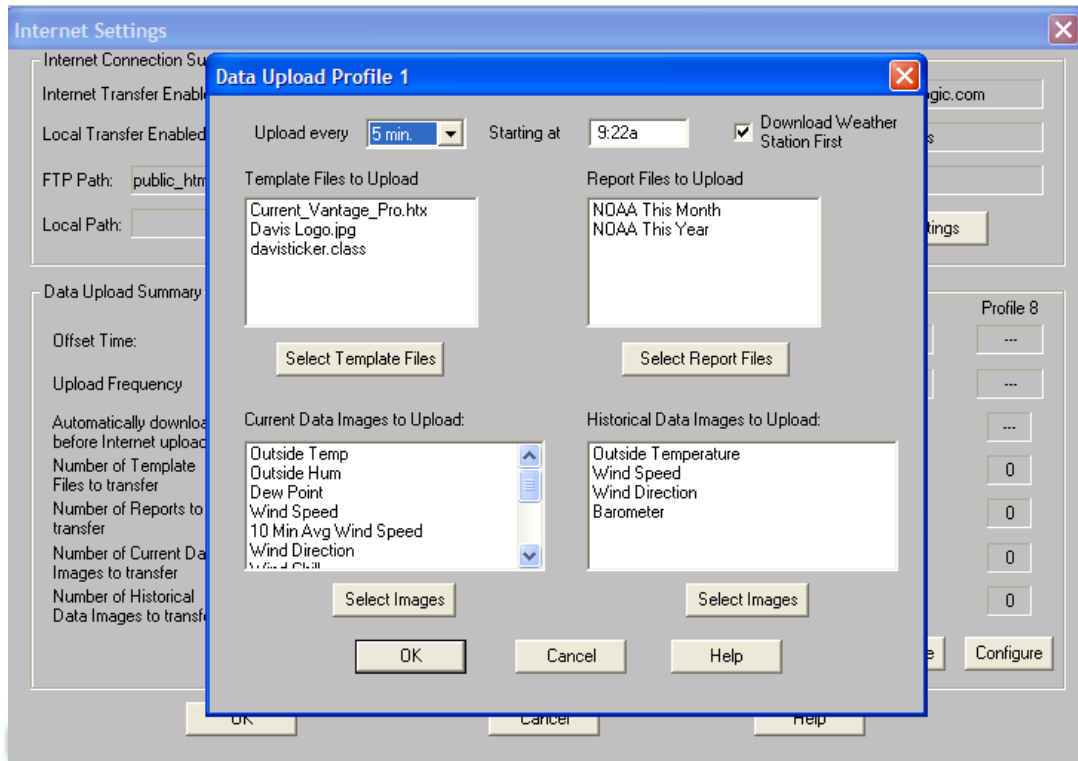 Internet Settings
Internet Connection Su
Internet Transfer Enabl
ogic.com
Local Transfer Enabled
s
FTP Path: public_htm
Local Path:
tings
Data Upload Profile 1
Upload every 5 min. Starting at 9:22a Download Weather
Station First
Template Files to Upload
Current_Vantage_Pro.htx
Davis Logo.jpg
davisticker.class
Select Template Files
Report Files to Upload
NOAA This Month
NOAA This Year
Select Report Files
Current Data Images to Upload:
Outside Temp
Outside Hum
Dew Point
Wind Speed
10 Min Avg Wind Speed
Wind Direction
Wind Chill
Select Images
Historical Data Images to Upload:
Outside Temperature
Wind Speed
Wind Direction
Barometer
Select Images
OK Cancel Help
Data Upload Summary
Profile 8
Offset Time:
---
Upload Frequency
---
Automatically downloa
before Internet upload
---
Number of Template
Files to transfer
0
Number of Reports to
transfer
0
Number of Current Da
Images to transfer
0
Number of Historical
Data Images to transf
0
e Configure
OK Cancel Help